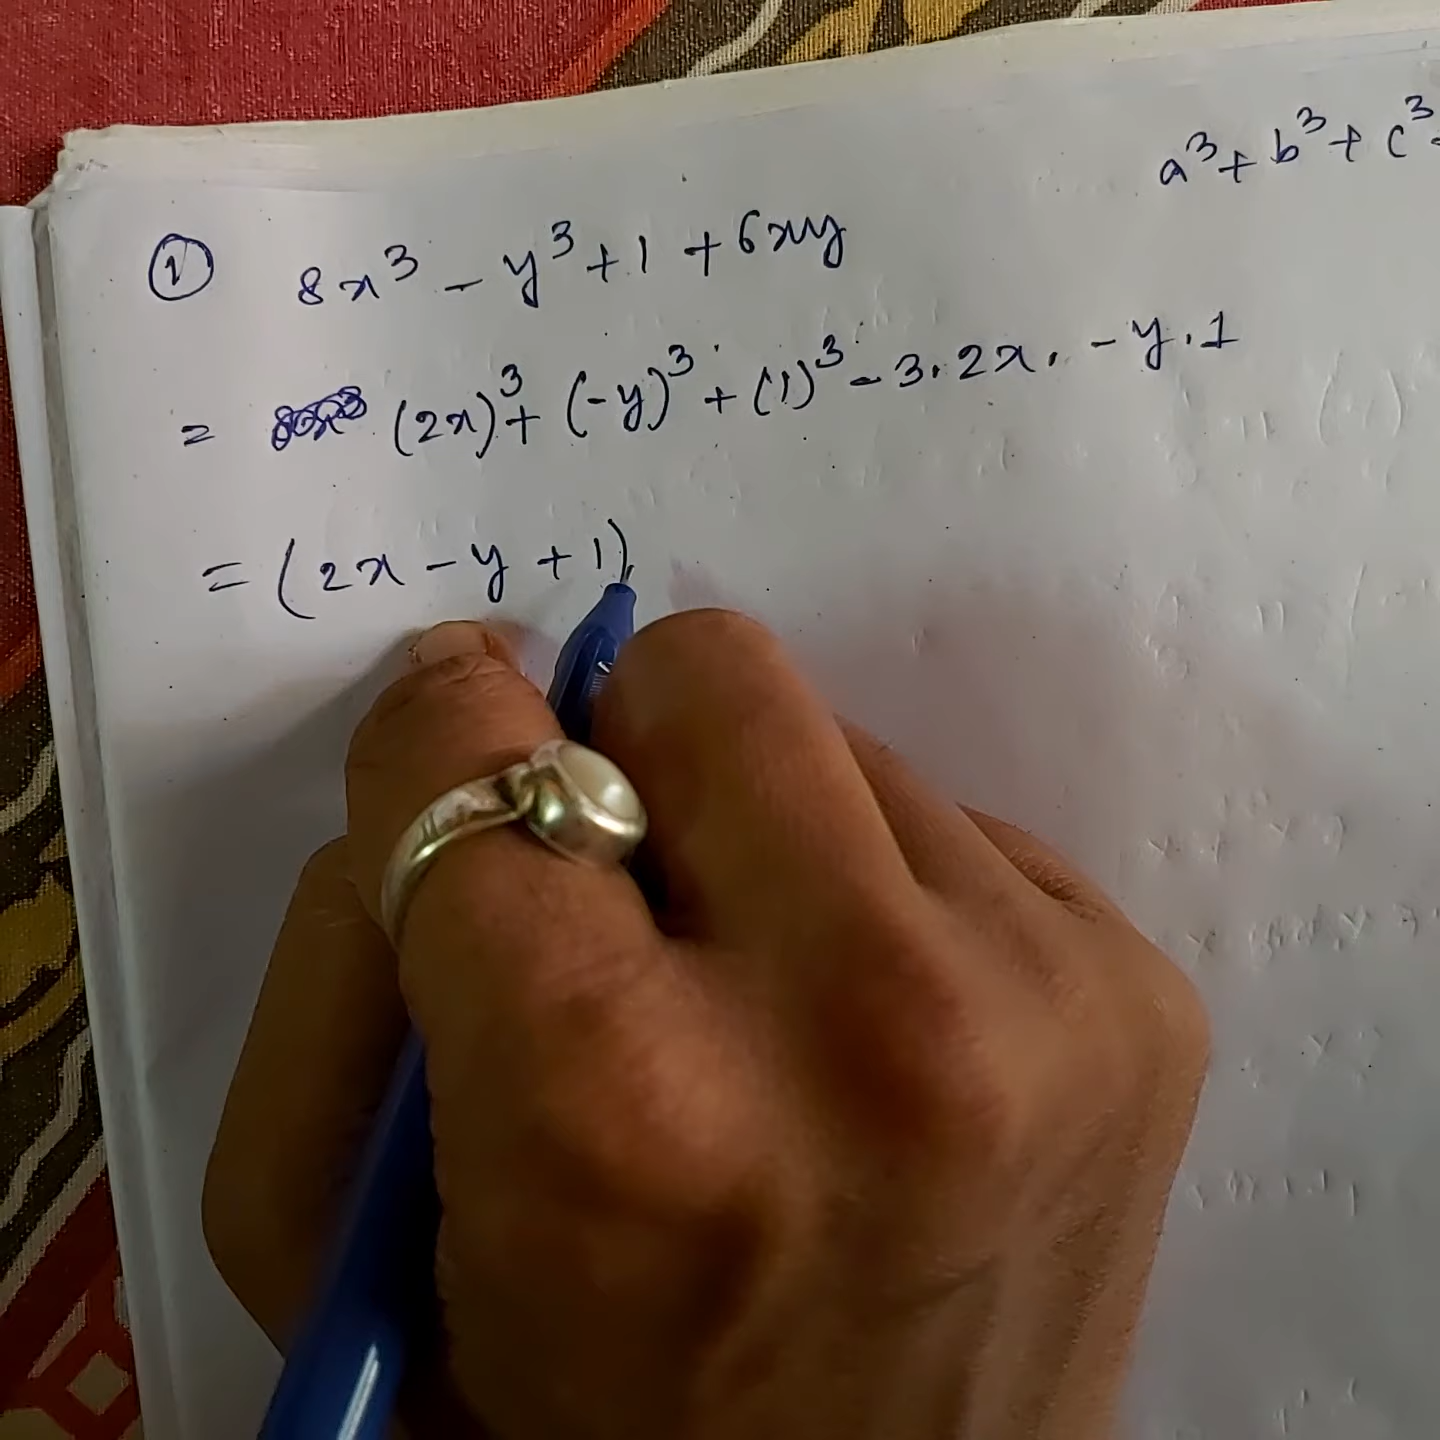 a³ + b³ + c³ -
① 8x³ - y³ + 1 + 6xy
= (2x)³ + (-y)³ + (1)³ - 3.2x. - y.1
= (2x - y + 1)